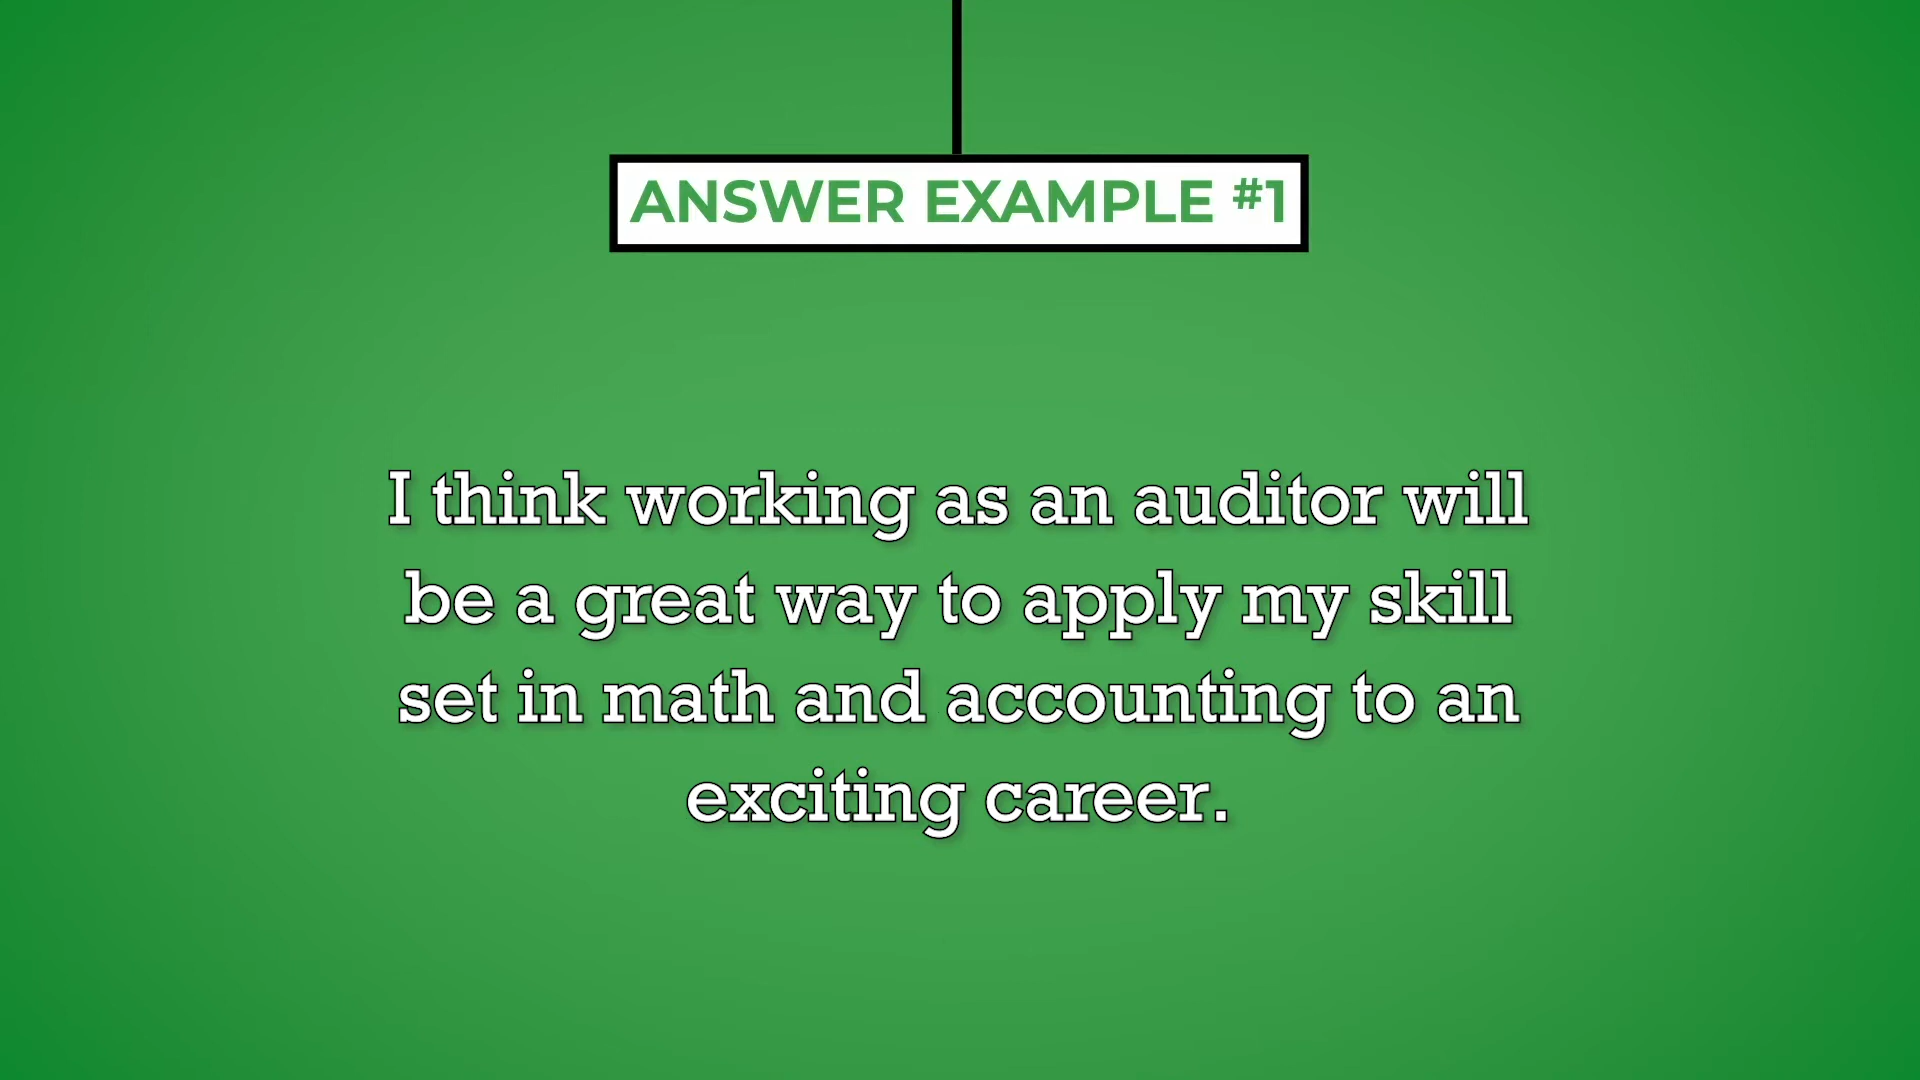 ANSWER EXAMPLE #1
I think working as an auditor will
be a great way to apply my skill
set in math and accounting to an
exciting career.